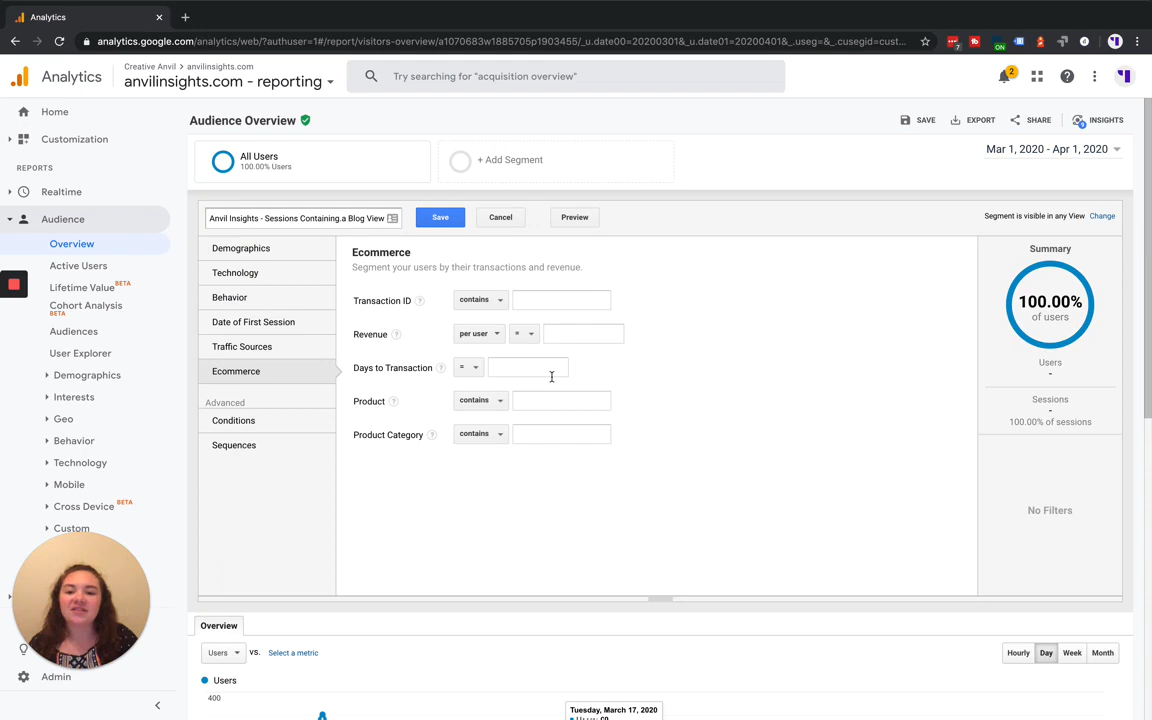 Analytics
analytics.google.com/analytics/web/?authuser=1#/report/visitors-overview/a1070683w1885705p1903455/_u.date00=20200301&_u.date01=20200401&_useg=&_cusegid=cust...
7
ON
Analytics
Creative Anvil
anvilinsights.com
anvilinsights.com - reporting
Try searching for "acquisition overview"
2
Home
Customization
REPORTS
Realtime
Audience
Overview
Active Users
Lifetime Value BETA
Cohort Analysis
BETA
Audiences
User Explorer
Demographics
Interests
Geo
Behavior
Technology
Mobile
Cross Device BETA
Custom
Admin
Audience Overview
SAVE
EXPORT
SHARE
INSIGHTS
All Users
100.00% Users
+ Add Segment
Mar 1, 2020 - Apr 1, 2020
Anvil Insights - Sessions Containing.a Blog View
Save
Cancel
Preview
Segment is visible in any View Change
Demographics
Technology
Behavior
Date of First Session
Traffic Sources
Ecommerce
Advanced
Conditions
Sequences
Ecommerce
Segment your users by their transactions and revenue.
Transaction ID ? contains
Revenue ? per user =
Days to Transaction ? =
Product ? contains
Product Category ? contains
Summary
100.00%
of users
Users
-
Sessions
-
100.00% of sessions
No Filters
Overview
Users VS. Select a metric
Hourly Day Week Month
Users
400
Tuesday, March 17, 2020